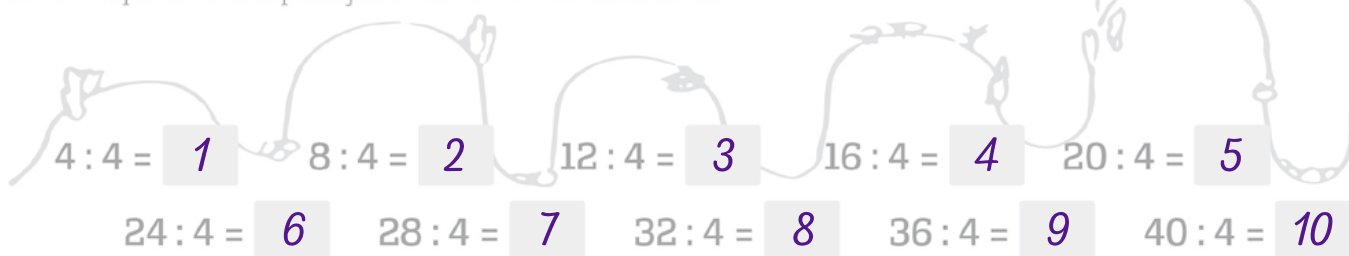 4 : 4 = 1 8 : 4 = 2 12 : 4 = 3 16 : 4 = 4 20 : 4 = 5
24 : 4 = 6 28 : 4 = 7 32 : 4 = 8 36 : 4 = 9 40 : 4 = 10